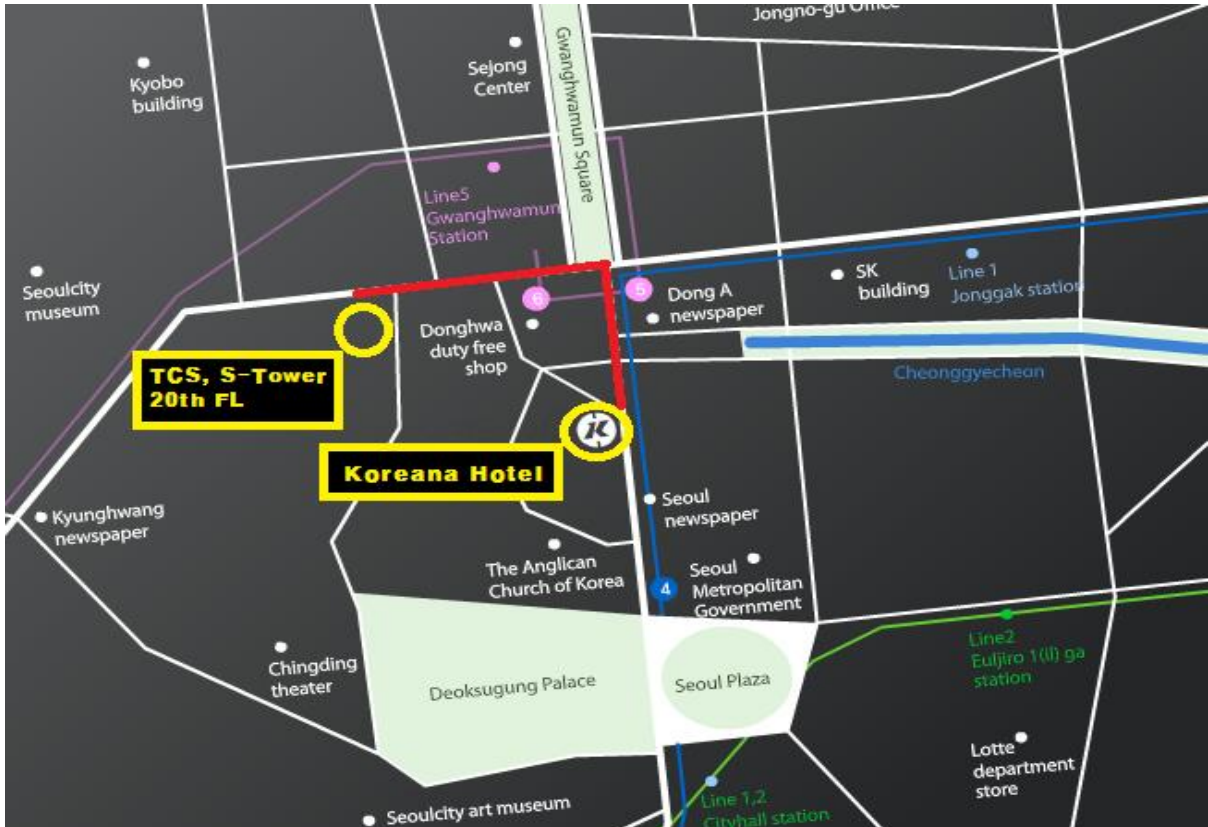 Jongno-gu Office
Kyobo
building
Sejong
Center
Gwanghwamun Square
Line5
Gwanghwamun
Station
Seoulcity
museum
6
5
Dong A
newspaper
SK
building
Line 1
Jonggak station
Donghwa
duty free
shop
TCS, S-Tower
20th FL
Cheonggyecheon
K
Koreana Hotel
Kyunghwang
newspaper
Seoul
newspaper
The Anglican
Church of Korea
4
Seoul
Metropolitan
Government
Chingding
theater
Deoksugung Palace
Seoul Plaza
Line2
Euljiro 1(il) ga
station
Lotte
department
store
Seoulcity art museum
Line 1,2
Cityhall station